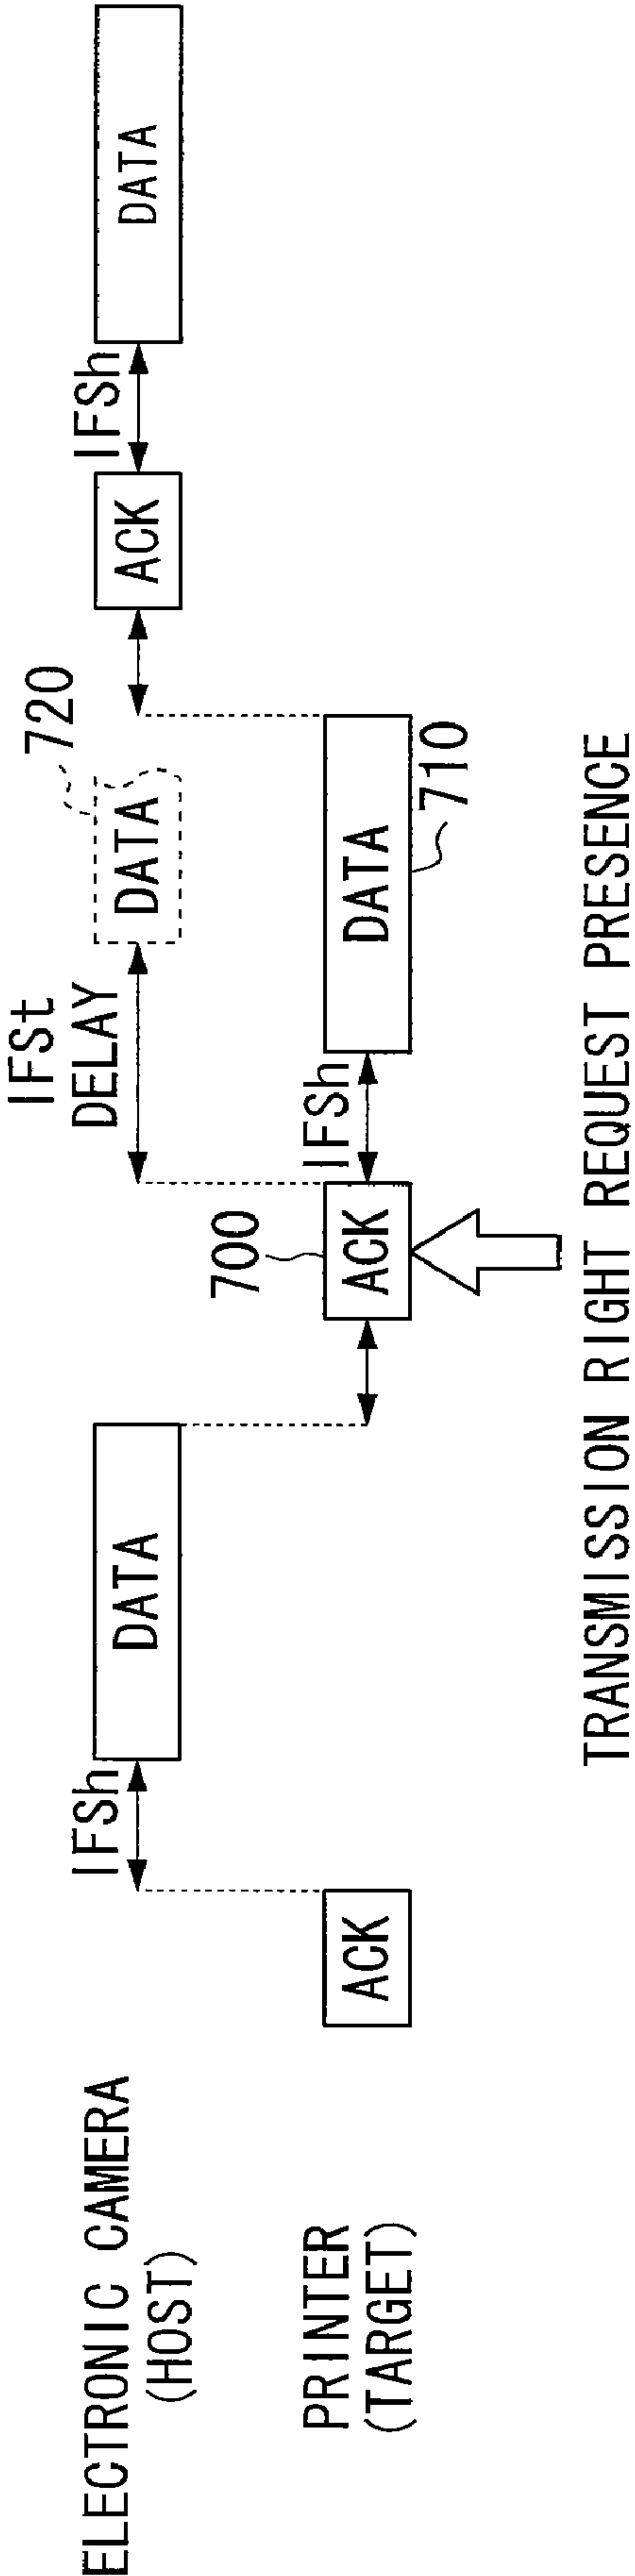 ELECTRONIC CAMERA
(HOST)
IFSh
DATA
IFSt
DELAY
DATA
720
ACK
IFSh
DATA
PRINTER
(TARGET)
ACK
700
ACK
IFSh
DATA
710
TRANSMISSION RIGHT REQUEST PRESENCE